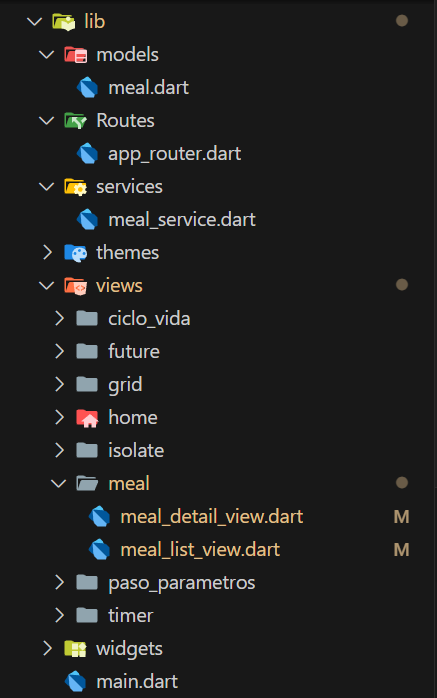 lib
models
meal.dart
Routes
app_router.dart
services
meal_service.dart
themes
views
ciclo_vida
future
grid
home
isolate
meal
meal_detail_view.dart M
meal_list_view.dart M
paso_parametros
timer
widgets
main.dart